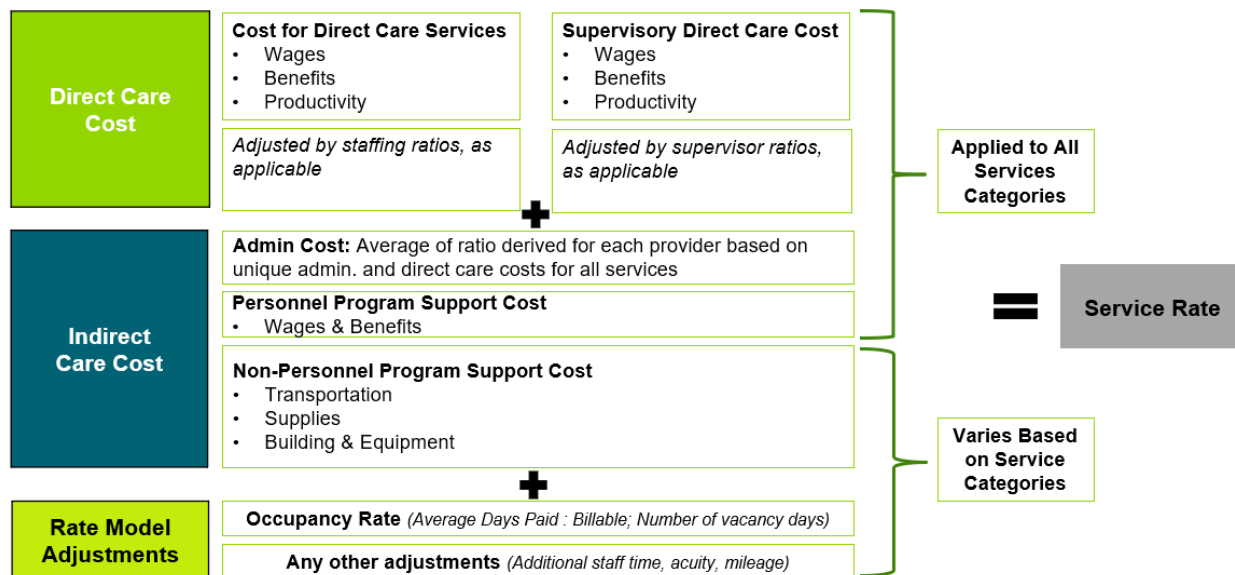 Direct Care
Cost
Cost for Direct Care Services
• Wages
• Benefits
• Productivity
Adjusted by staffing ratios, as
applicable
Supervisory Direct Care Cost
• Wages
• Benefits
• Productivity
Adjusted by supervisor ratios,
as applicable
Applied to All
Services
Categories
Indirect
Care Cost
Admin Cost: Average of ratio derived for each provider based on
unique admin. and direct care costs for all services
Personnel Program Support Cost
• Wages & Benefits
Non-Personnel Program Support Cost
• Transportation
• Supplies
• Building & Equipment
Varies Based
on Service
Categories
Rate Model
Adjustments
Occupancy Rate (Average Days Paid : Billable; Number of vacancy days)
Any other adjustments (Additional staff time, acuity, mileage)
Service Rate